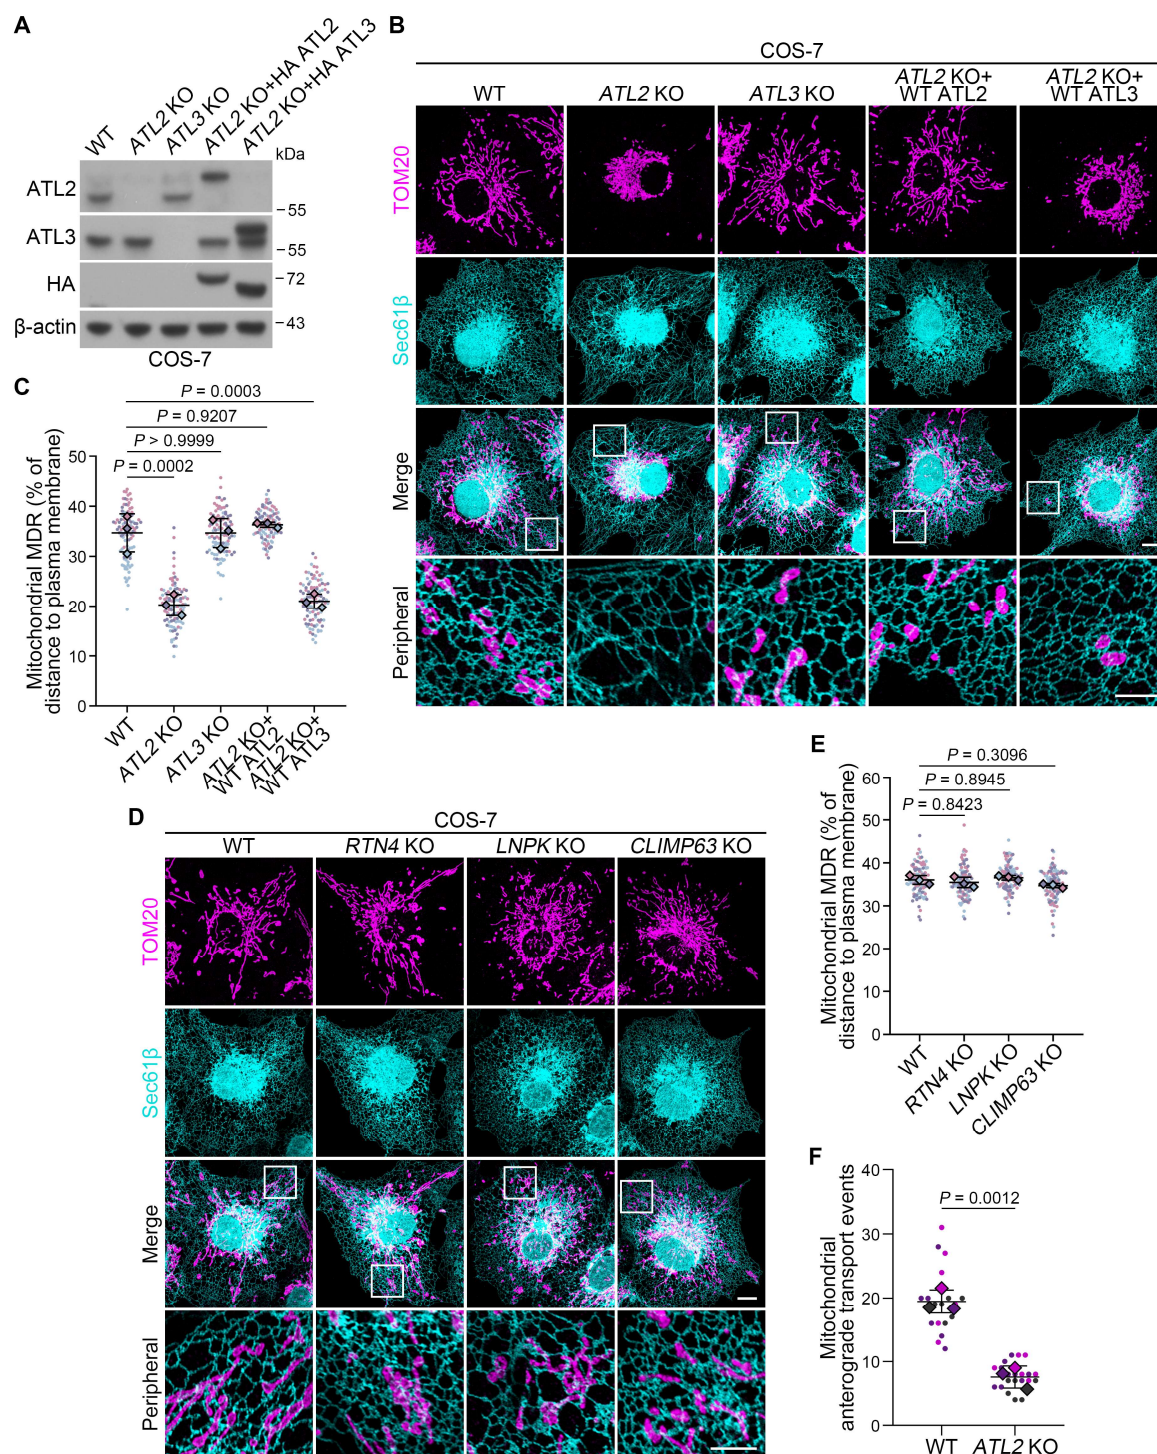 A
WT
ATL2 KO
ATL3 KO
ATL2 KO+HA ATL2
ATL2 KO+HA ATL3
kDa
ATL2
55
ATL3
55
HA
72
β-actin
43
COS-7
B
COS-7
WT
ATL2 KO
ATL3 KO
ATL2 KO+
WT ATL2
ATL2 KO+
WT ATL3
TOM20
Sec61β
Merge
Peripheral
C
P = 0.0003
P = 0.9207
P > 0.9999
P = 0.0002
Mitochondrial MDR (% of
distance to plasma membrane)
50
40
30
20
10
0
WT
ATL2 KO
ATL3 KO
ATL2 KO+
WT ATL2
ATL2 KO+
WT ATL3
D
COS-7
WT
RTN4 KO
LNPK KO
CLIMP63 KO
TOM20
Sec61β
Merge
Peripheral
E
P = 0.3096
P = 0.8945
P = 0.8423
Mitochondrial MDR (% of
distance to plasma membrane)
60
50
40
30
20
10
0
WT
RTN4 KO
LNPK KO
CLIMP63 KO
F
P = 0.0012
Mitochondrial
anterograde transport events
40
30
20
10
0
WT
ATL2 KO